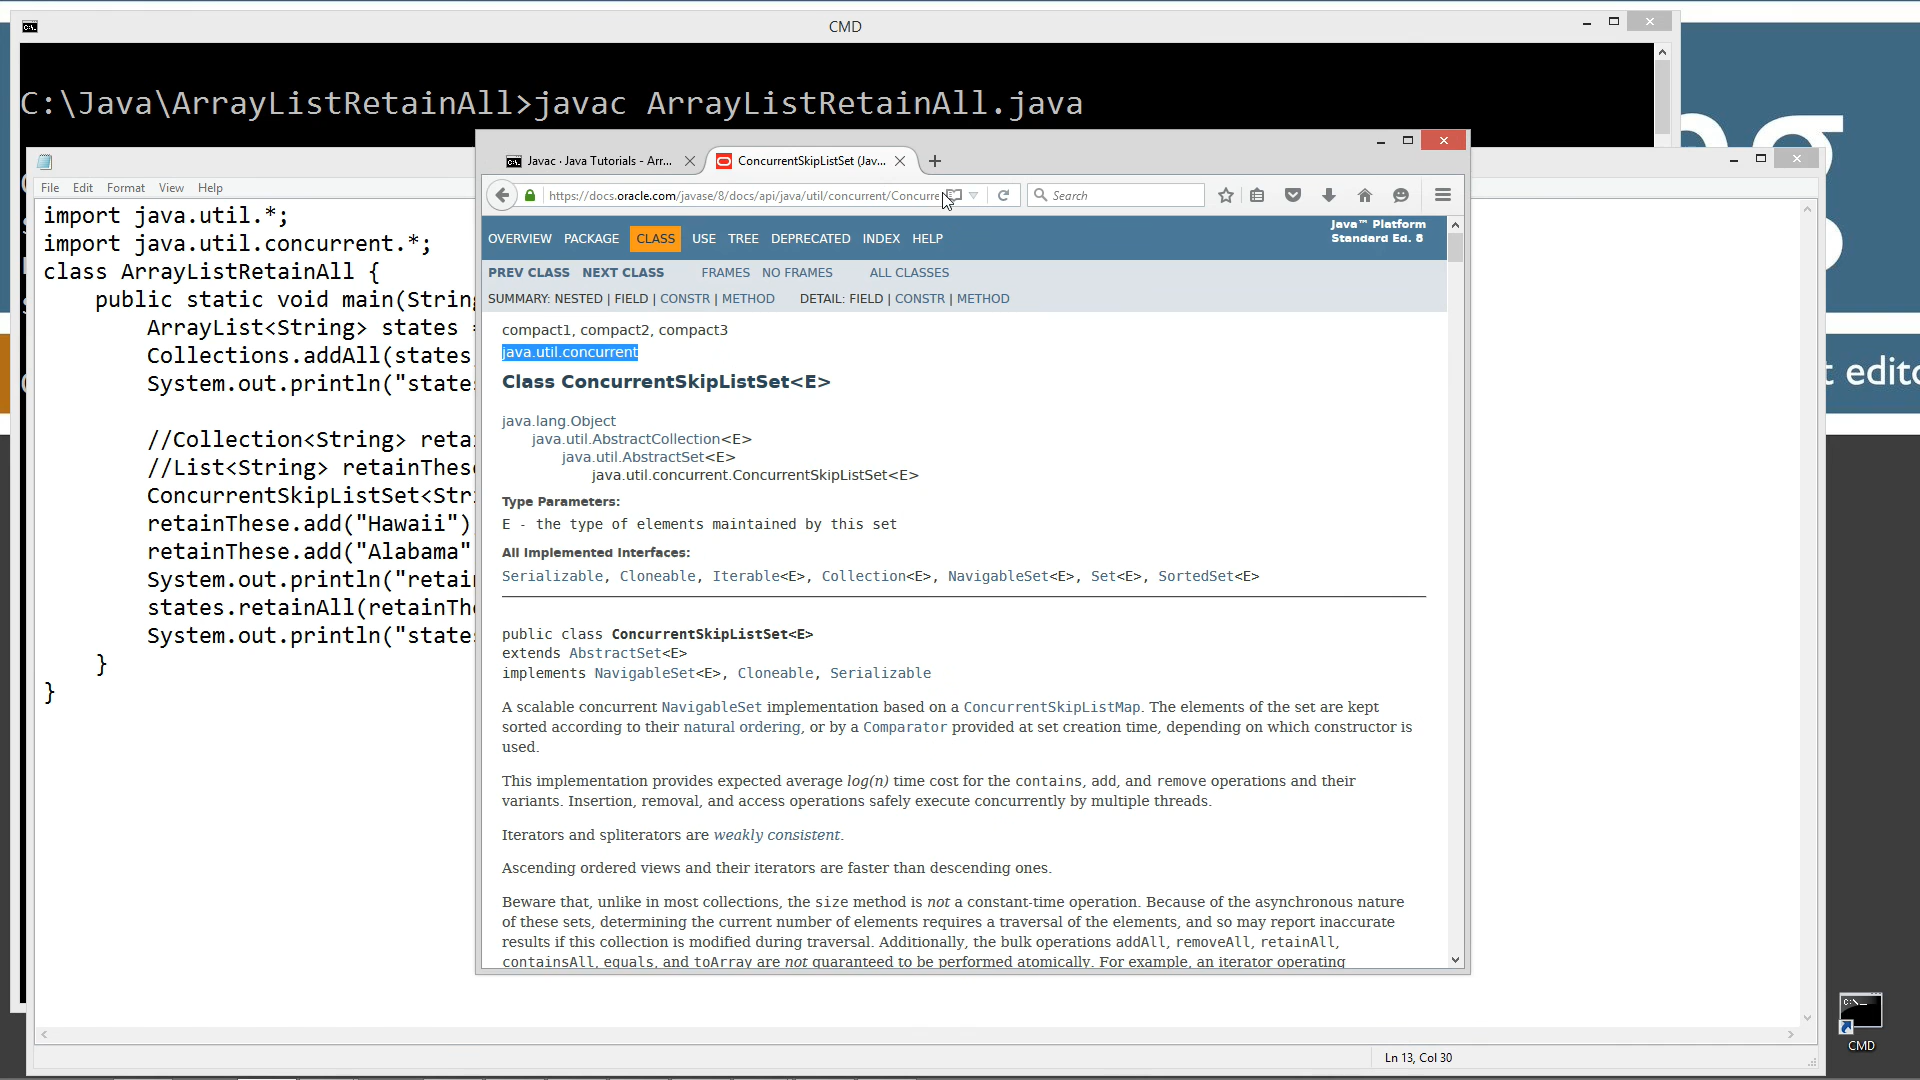 CMD
C:\Java\ArrayListRetainAll>javac ArrayListRetainAll.java
File Edit Format View Help
import java.util.*;
import java.util.concurrent.*;
class ArrayListRetainAll {
public static void main(String
ArrayList<String> states
Collections.addAll(states
System.out.println("state
//Collection<String> reta
//List<String> retainThes
ConcurrentSkipListSet<Str
retainThese.add("Hawaii")
retainThese.add("Alabama"
System.out.println("retai
states.retainAll(retainTh
System.out.println("state
}
}
Javac · Java Tutorials - Arr...
ConcurrentSkipListSet (Jav...
https://docs.oracle.com/javase/8/docs/api/java/util/concurrent/Concurre
Search
OVERVIEW PACKAGE CLASS USE TREE DEPRECATED INDEX HELP
Java™ Platform
Standard Ed. 8
PREV CLASS NEXT CLASS FRAMES NO FRAMES ALL CLASSES
SUMMARY: NESTED | FIELD | CONSTR | METHOD DETAIL: FIELD | CONSTR | METHOD
compact1, compact2, compact3
java.util.concurrent
Class ConcurrentSkipListSet<E>
java.lang.Object
java.util.AbstractCollection<E>
java.util.AbstractSet<E>
java.util.concurrent.ConcurrentSkipListSet<E>
Type Parameters:
E - the type of elements maintained by this set
All Implemented Interfaces:
Serializable, Cloneable, Iterable<E>, Collection<E>, NavigableSet<E>, Set<E>, SortedSet<E>
public class ConcurrentSkipListSet<E>
extends AbstractSet<E>
implements NavigableSet<E>, Cloneable, Serializable
A scalable concurrent NavigableSet implementation based on a ConcurrentSkipListMap. The elements of the set are kept
sorted according to their natural ordering, or by a Comparator provided at set creation time, depending on which constructor is
used.
This implementation provides expected average log(n) time cost for the contains, add, and remove operations and their
variants. Insertion, removal, and access operations safely execute concurrently by multiple threads.
Iterators and spliterators are weakly consistent.
Ascending ordered views and their iterators are faster than descending ones.
Beware that, unlike in most collections, the size method is not a constant-time operation. Because of the asynchronous nature
of these sets, determining the current number of elements requires a traversal of the elements, and so may report inaccurate
results if this collection is modified during traversal. Additionally, the bulk operations addAll, removeAll, retainAll,
containsAll, equals, and toArray are not guaranteed to be performed atomically. For example, an iterator operating
t edito
CMD
Ln 13, Col 30